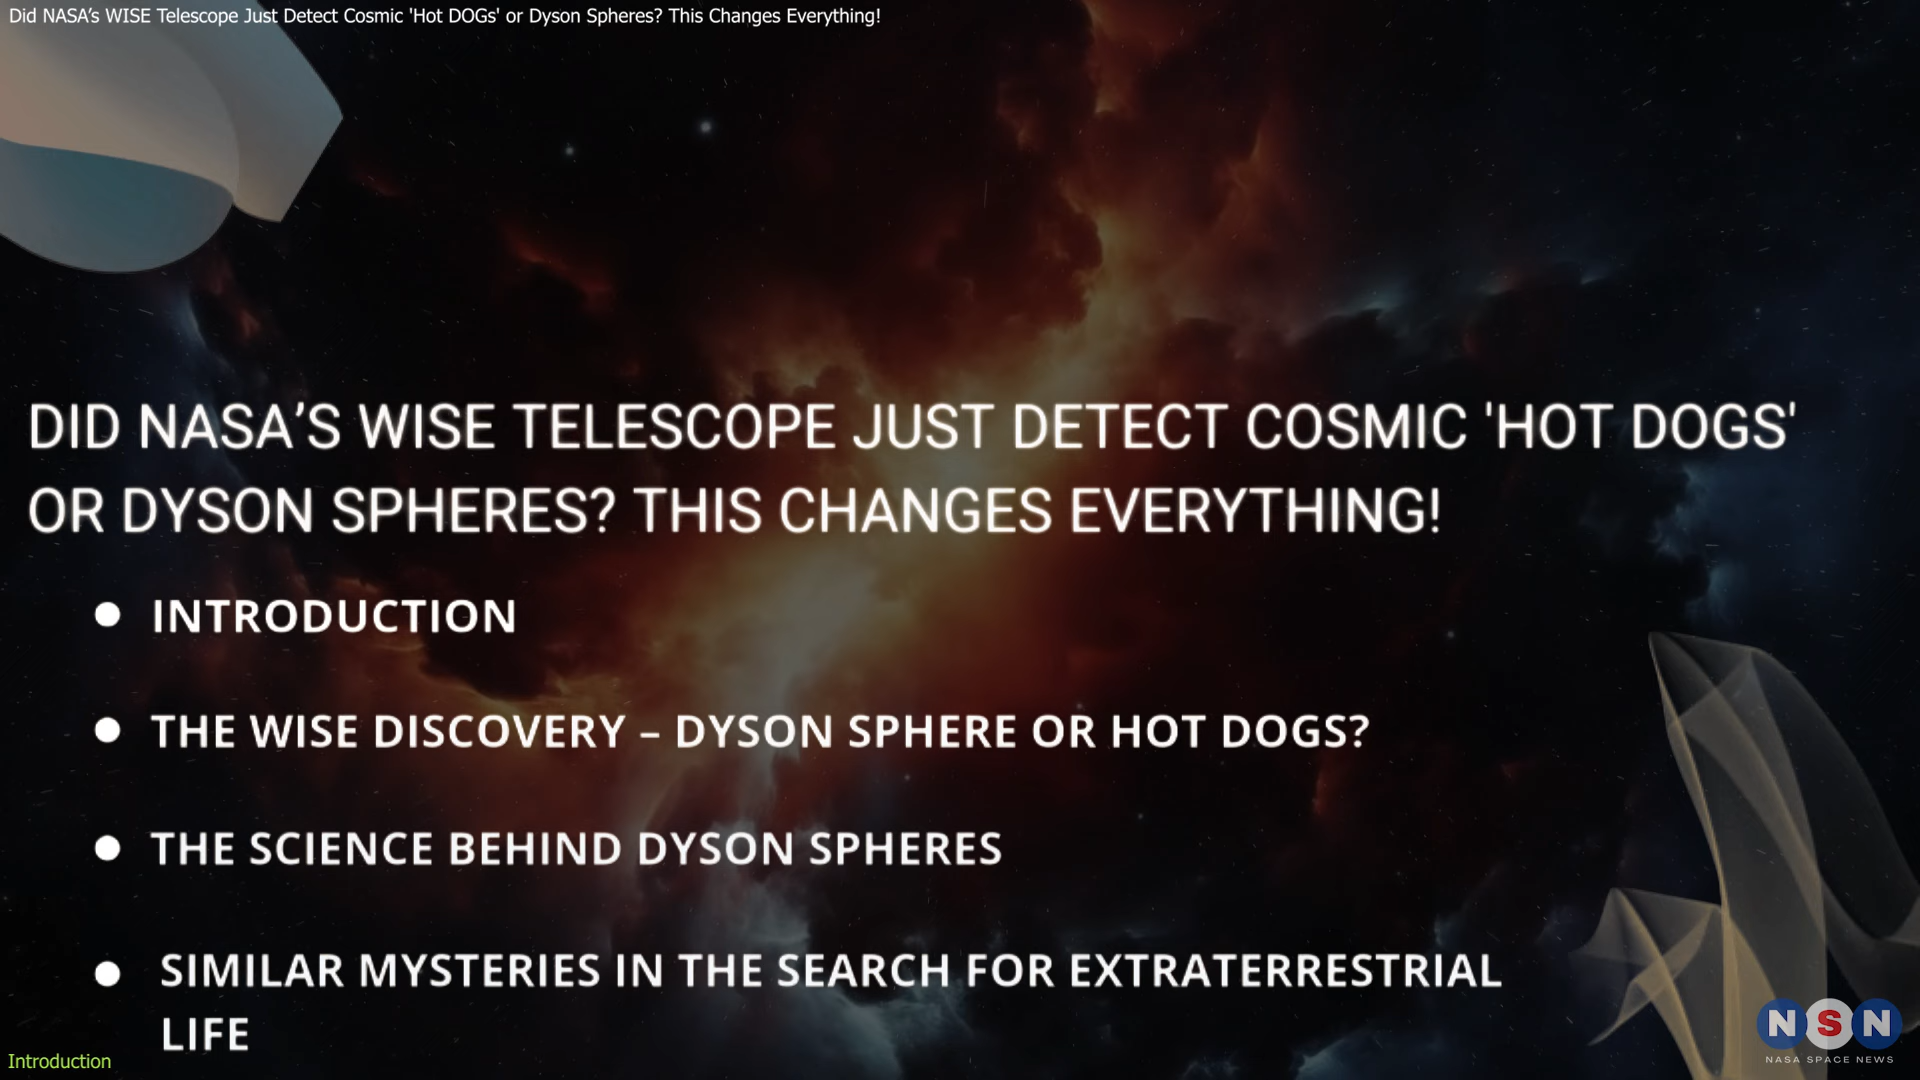 Did NASA’s WISE Telescope Just Detect Cosmic 'Hot DOGs' or Dyson Spheres? This Changes Everything!
DID NASA’S WISE TELESCOPE JUST DETECT COSMIC 'HOT DOGS'
OR DYSON SPHERES? THIS CHANGES EVERYTHING!
● INTRODUCTION
● THE WISE DISCOVERY – DYSON SPHERE OR HOT DOGS?
● THE SCIENCE BEHIND DYSON SPHERES
● SIMILAR MYSTERIES IN THE SEARCH FOR EXTRATERRESTRIAL
LIFE
Introduction
NSN
NASA SPACE NEWS